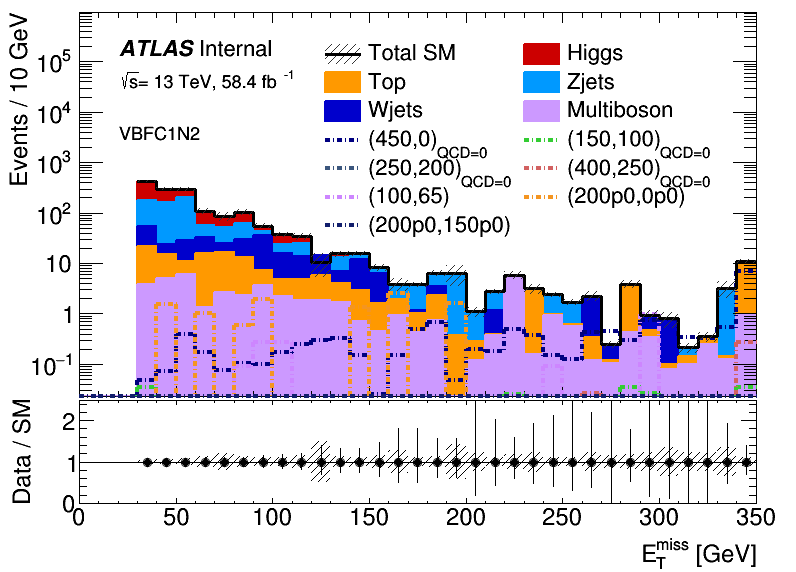 ATLAS Internal
√s= 13 TeV, 58.4 fb⁻¹
VBFC1N2
Total SM
Higgs
Top
Zjets
Wjets
Multiboson
(450,0)QCD=0
(150,100)QCD=0
(250,200)QCD=0
(400,250)QCD=0
(100,65)
(200p0,0p0)
(200p0,150p0)
Events / 10 GeV
10⁵
10⁴
10³
10²
10
1
10⁻¹
Data / SM
2
1
0
0 50 100 150 200 250 300 350
E_T^miss [GeV]